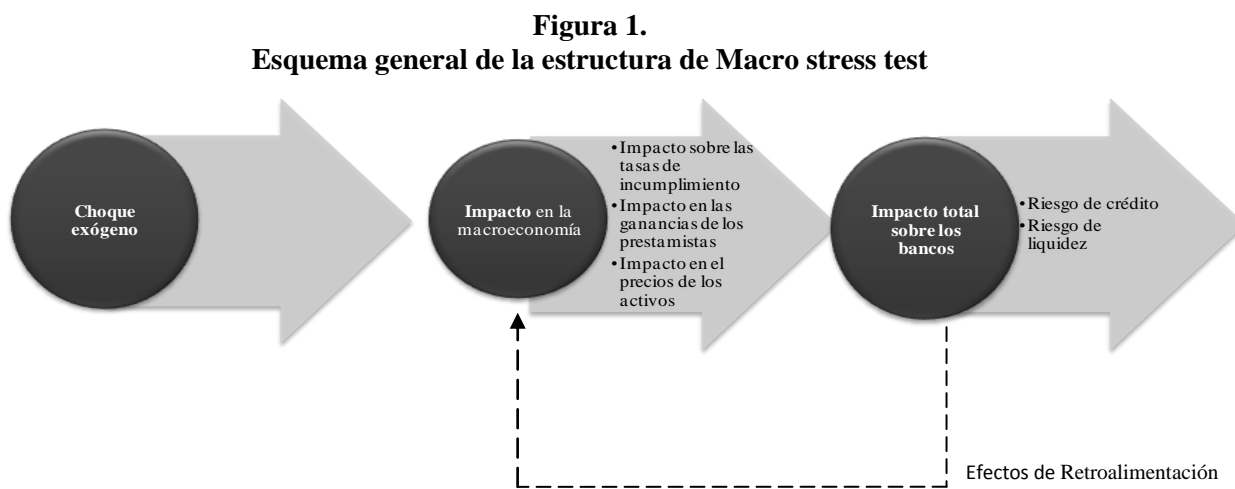 Figura 1.
Esquema general de la estructura de Macro stress test
Choque
exógeno
Impacto en la
macroeconomía
•Impacto sobre las
tasas de
incumplimiento
•Impacto en las
ganancias de los
prestamistas
•Impacto en el
precios de los
activos
Impacto total
sobre los
bancos
•Riesgo de crédito
•Riesgo de
liquidez
Efectos de Retroalimentación